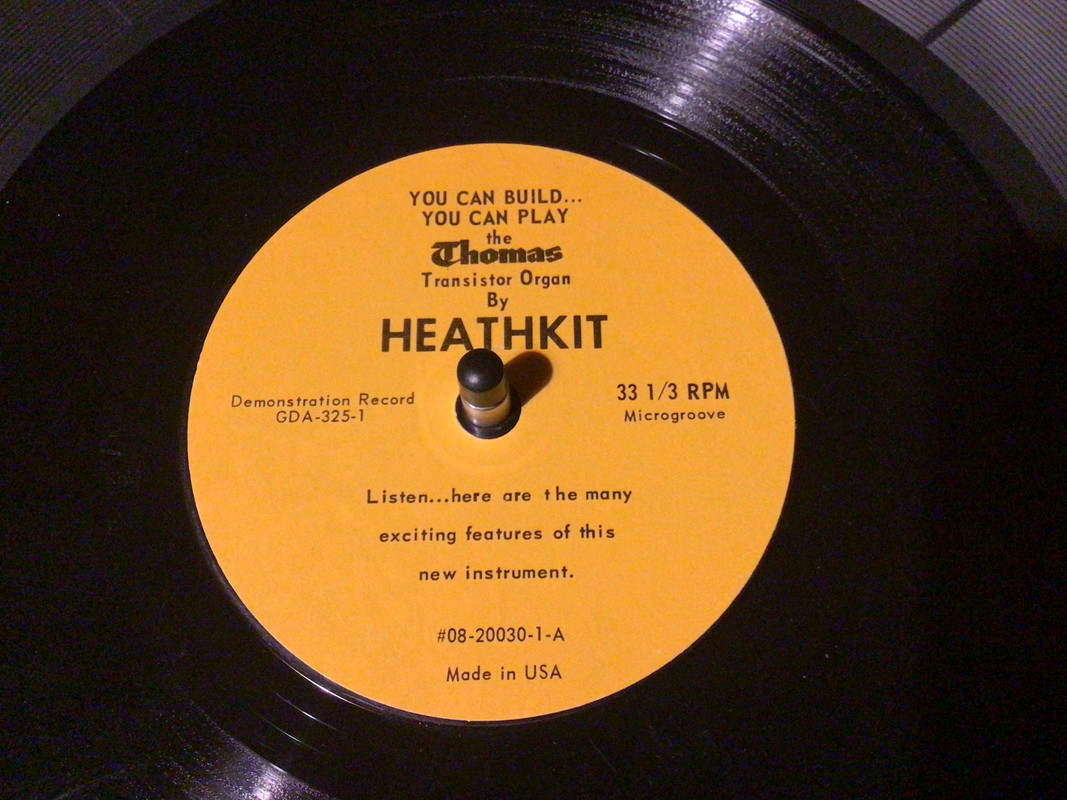 YOU CAN BUILD...
YOU CAN PLAY
the
Thomas
Transistor Organ
By
HEATHKIT
Demonstration Record
GDA-325-1
33 1/3 RPM
Microgroove
Listen...here are the many
exciting features of this
new instrument.
#08-20030-1-A
Made in USA